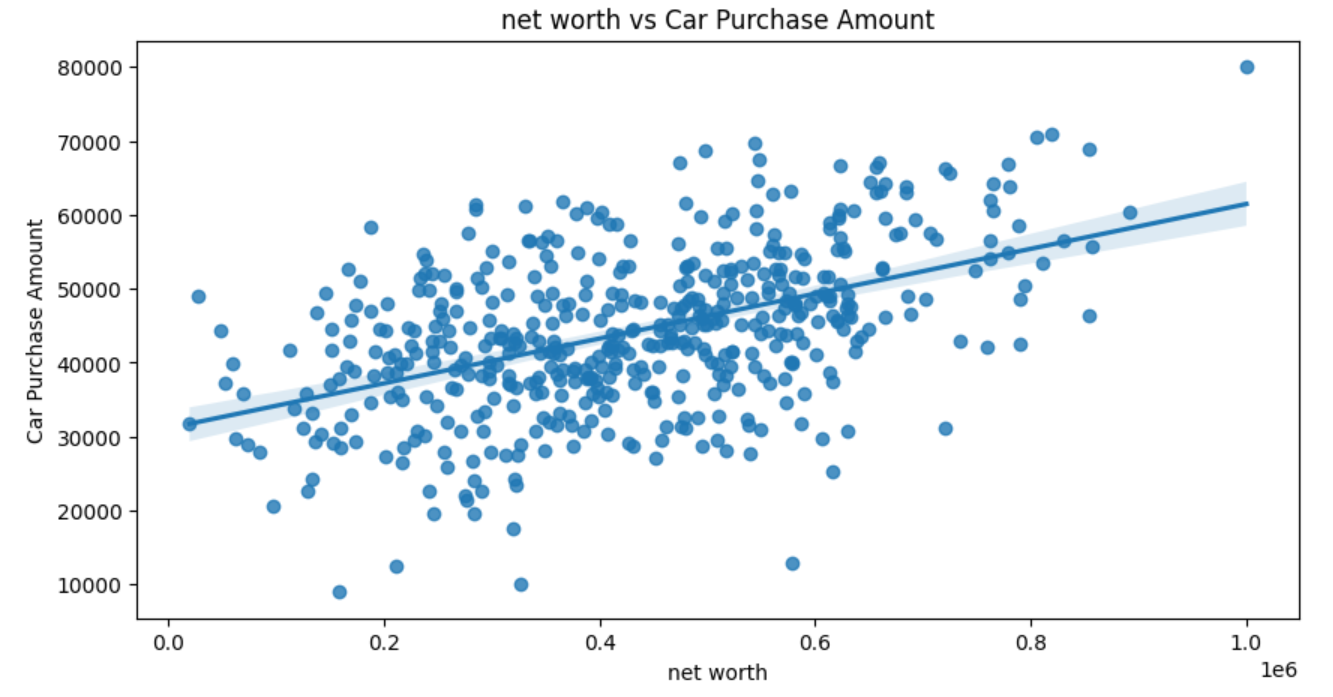 net worth vs Car Purchase Amount
Car Purchase Amount
80000
70000
60000
50000
40000
30000
20000
10000
0.0 0.2 0.4 0.6 0.8 1.0
1e6
net worth